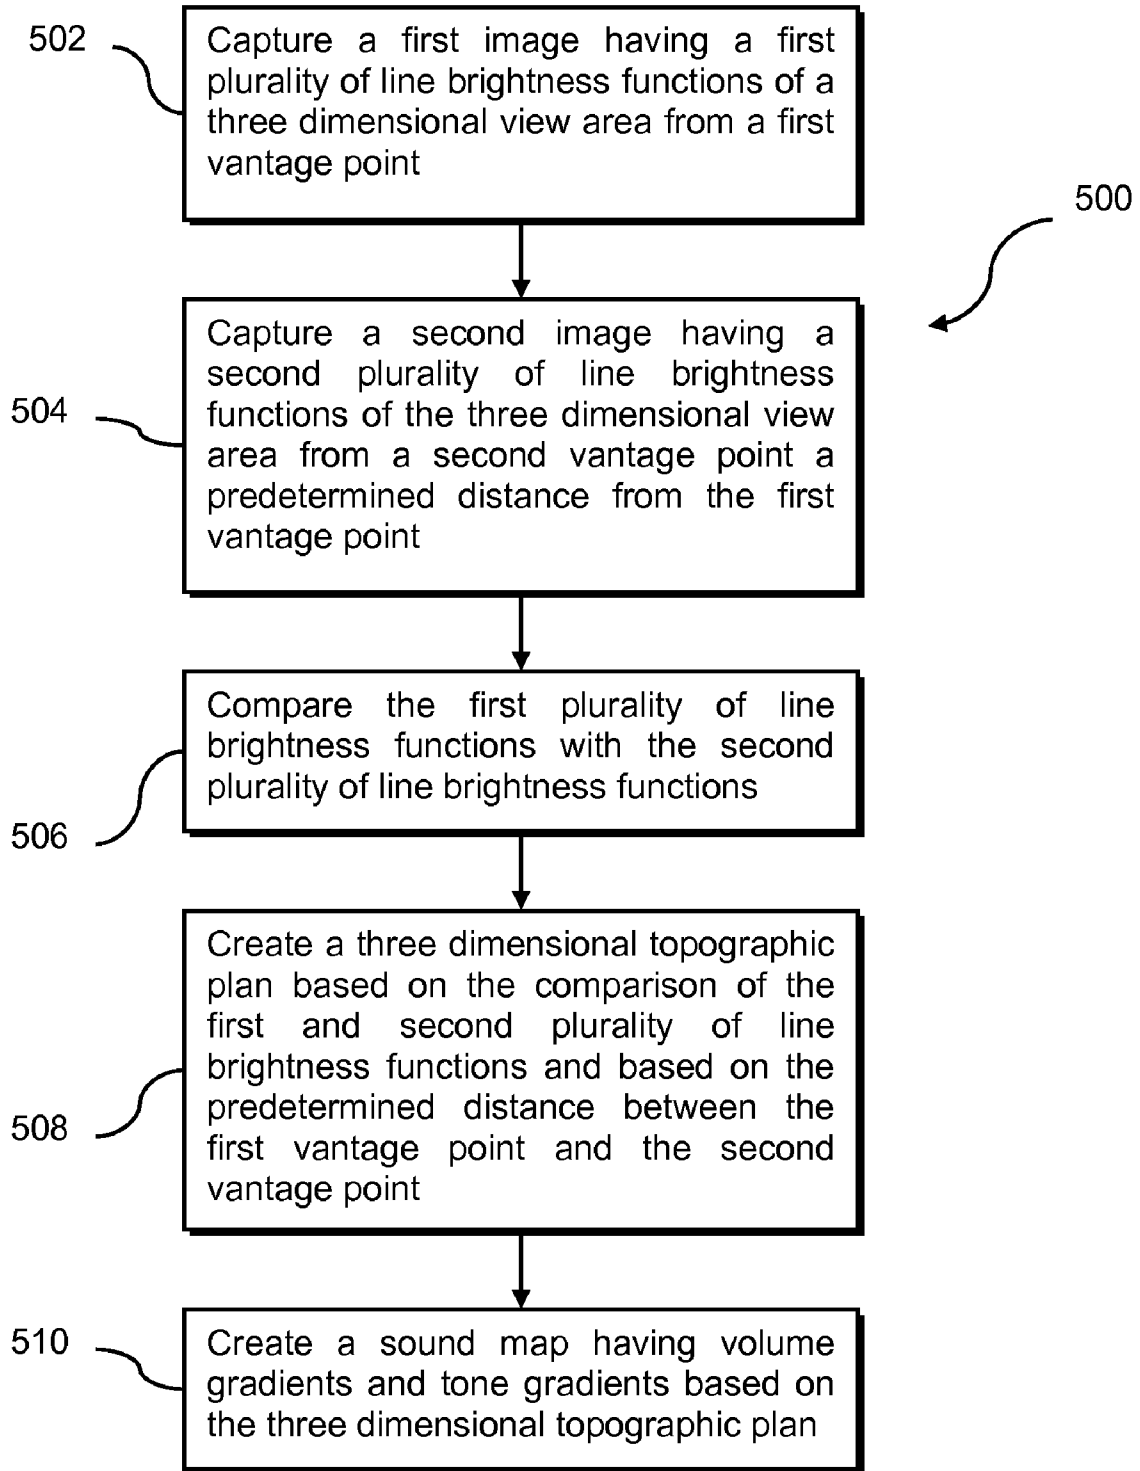 502
Capture a first image having a first
plurality of line brightness functions of a
three dimensional view area from a first
vantage point
500
Capture a second image having a
second plurality of line brightness
functions of the three dimensional view
area from a second vantage point a
predetermined distance from the first
vantage point
504
Compare the first plurality of line
brightness functions with the second
plurality of line brightness functions
506
Create a three dimensional topographic
plan based on the comparison of the
first and second plurality of line
brightness functions and based on the
predetermined distance between the
first vantage point and the second
vantage point
508
510
Create a sound map having volume
gradients and tone gradients based on
the three dimensional topographic plan